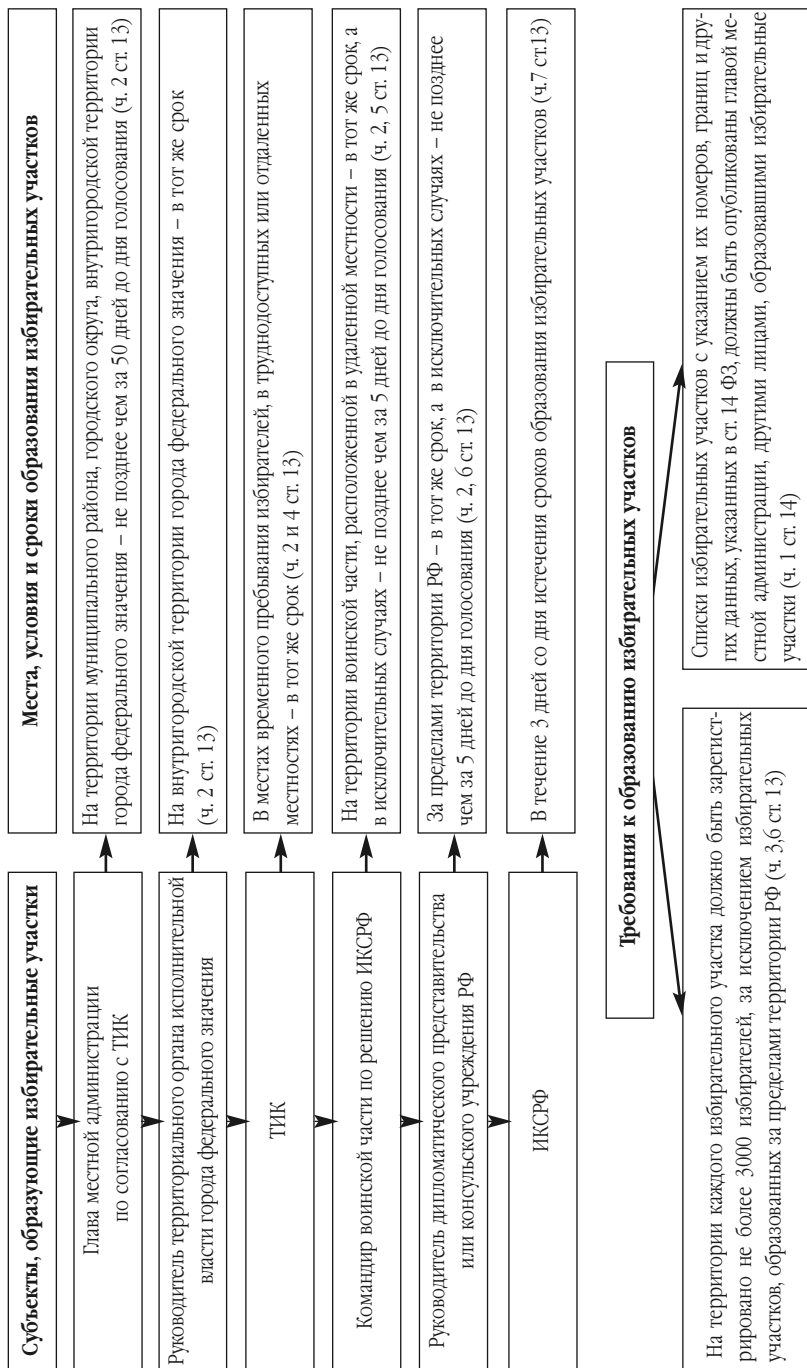 Субъекты, образующие избирательные участки
Места, условия и сроки образования избирательных участков
Глава местной администрации
по согласованию с ТИК
На территории муниципального района, городского округа, внутригородской территории
города федерального значения – не позднее чем за 50 дней до дня голосования (ч. 2 ст. 13)
Руководитель территориального органа исполнительной
власти города федерального значения
На внутригородской территории города федерального значения – в тот же срок
(ч. 2 ст. 13)
ТИК
В местах временного пребывания избирателей, в труднодоступных или отдаленных
местностях – в тот же срок (ч. 2 и 4 ст. 13)
Командир воинской части по решению ИКСРФ
На территории воинской части, расположенной в удаленной местности – в тот же срок, а
в исключительных случаях – не позднее чем за 5 дней до дня голосования (ч. 2, 5 ст. 13)
Руководитель дипломатического представительства
или консульского учреждения РФ
За пределами территории РФ – в тот же срок, а в исключительных случаях – не позднее
чем за 5 дней до дня голосования (ч. 2, 6 ст. 13)
ИКСРФ
В течение 3 дней со дня истечения сроков образования избирательных участков (ч.7 ст.13)
Требования к образованию избирательных участков
На территории каждого избирательного участка должно быть зарегист-
рировано не более 3000 избирателей, за исключением избирательных
участков, образованных за пределами территории РФ (ч. 3,6 ст. 13)
Списки избирательных участков с указанием их номеров, границ и дру-
гих данных, указанных в ст. 14 ФЗ, должны быть опубликованы главой ме-
стной администрации, другими лицами, образовавшими избирательные
участки (ч. 1 ст. 14)